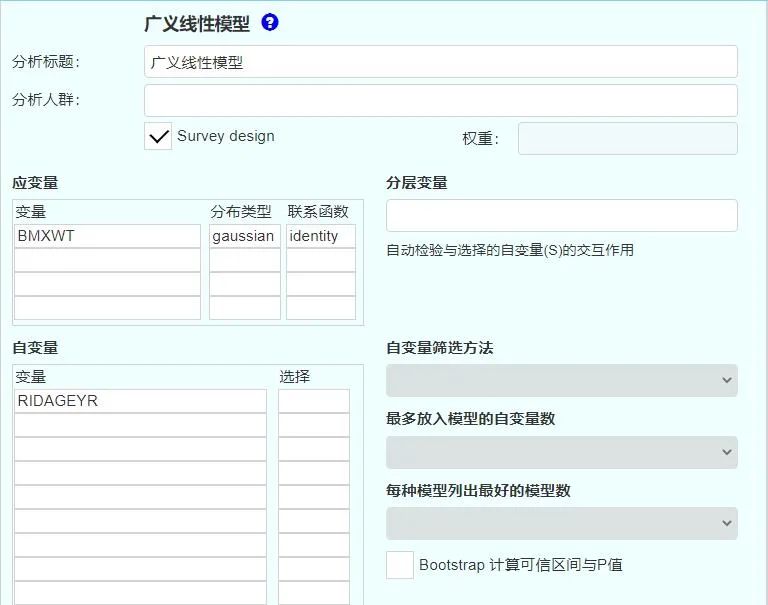 广义线性模型 ?
分析标题： 广义线性模型
分析人群：
Survey design 权重：
应变量
变量 分布类型 联系函数
BMXWT gaussian identity
分层变量
自动检验与选择的自变量(S)的交互作用
自变量
变量 选择
RIDAGEYR
自变量筛选方法
最多放入模型的自变量数
每种模型列出最好的模型数
Bootstrap 计算可信区间与P值